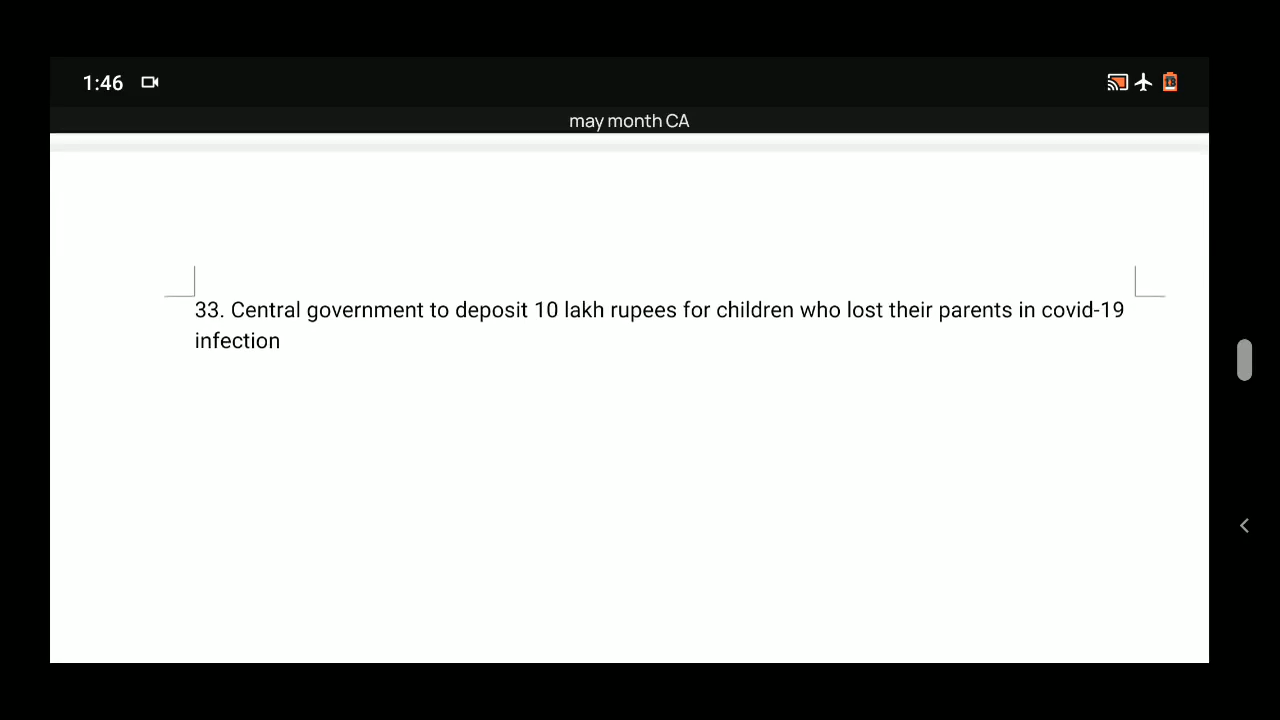 1:46
may month CA
33. Central government to deposit 10 lakh rupees for children who lost their parents in covid-19
infection